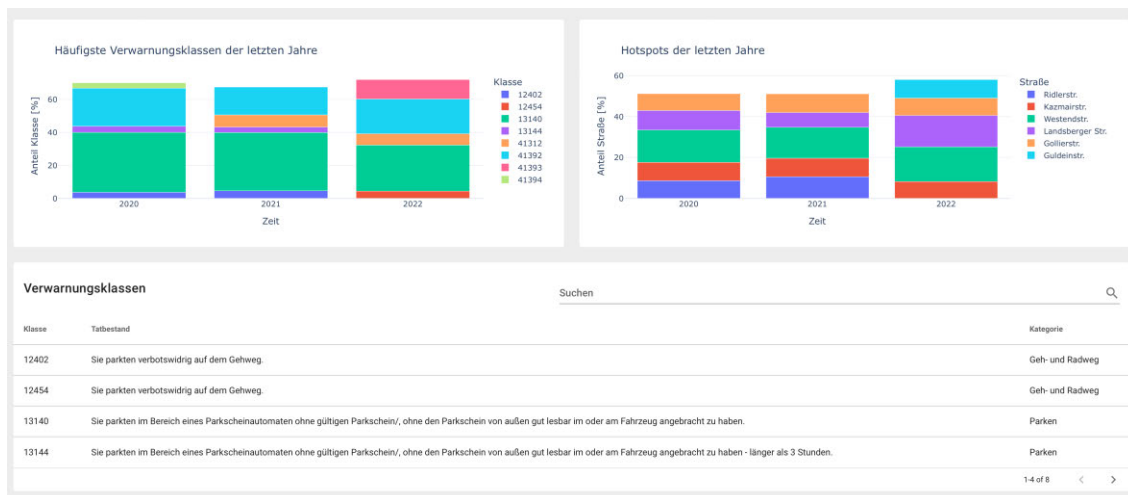 Häufigste Verwarnungsklassen der letzten Jahre
Anteil Klasse [%]
60
40
20
0
2020 2021 2022
Zeit
Klasse
12402
12454
13140
13144
41312
41392
41393
41394
Hotspots der letzten Jahre
Anteil Straße [%]
60
40
20
0
2020 2021 2022
Zeit
Straße
Ridlerstr.
Kazmairstr.
Westendstr.
Landsberger Str.
Gollierstr.
Guldeinstr.
Verwarnungsklassen
Suchen
Klasse Tatbestand Kategorie
12402 Sie parkten verbotswidrig auf dem Gehweg. Geh- und Radweg
12454 Sie parkten verbotswidrig auf dem Gehweg. Geh- und Radweg
13140 Sie parkten im Bereich eines Parkscheinautomaten ohne gültigen Parkschein/, ohne den Parkschein von außen gut lesbar im oder am Fahrzeug angebracht zu haben. Parken
13144 Sie parkten im Bereich eines Parkscheinautomaten ohne gültigen Parkschein/, ohne den Parkschein von außen gut lesbar im oder am Fahrzeug angebracht zu haben - länger als 3 Stunden. Parken
1-4 of 8